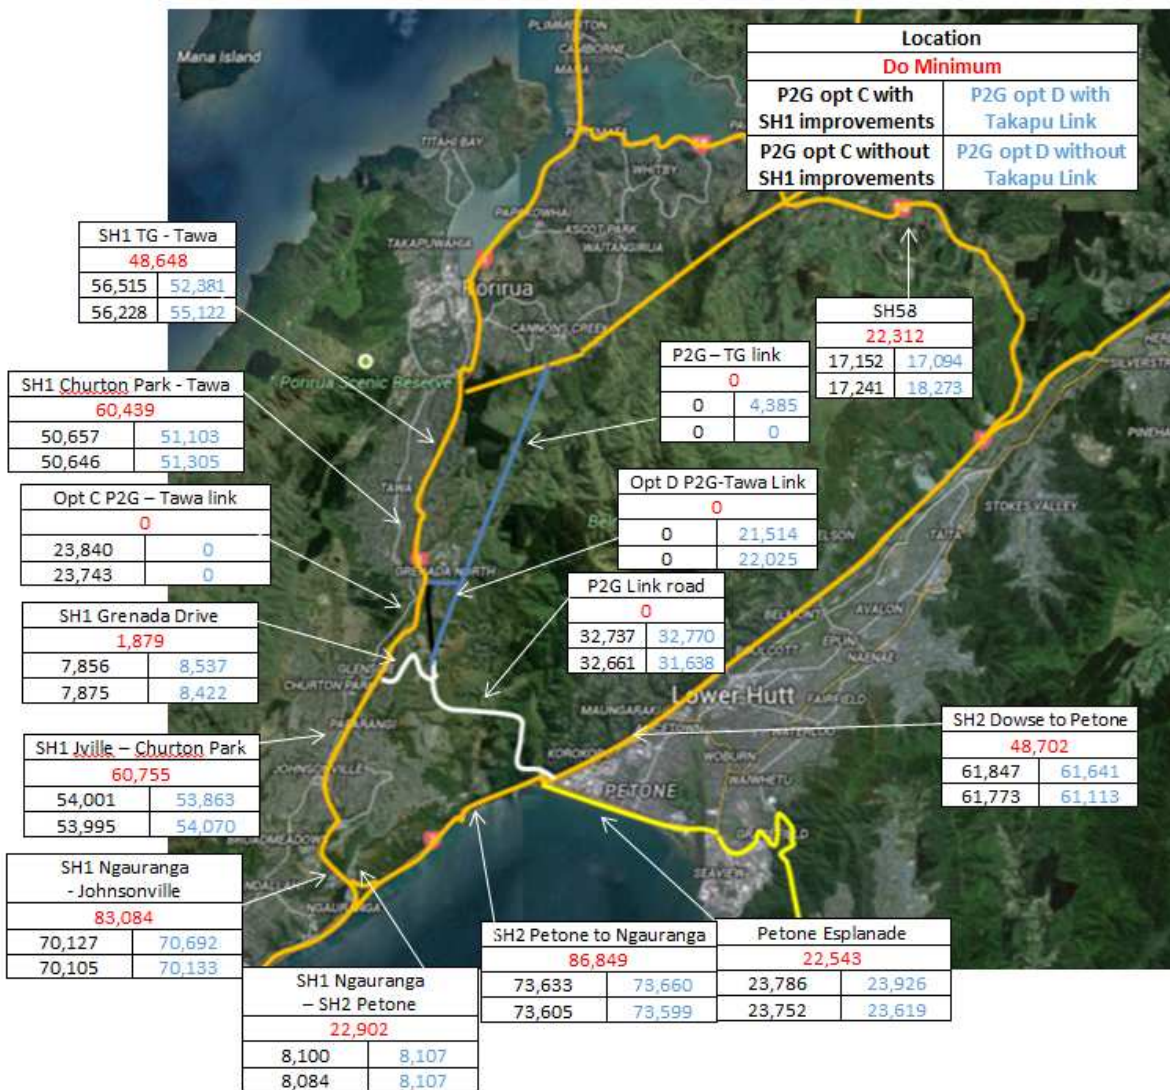 PLIMMERTON
CAMBORNE
MANA
Mana Island
Location
Do Minimum
P2G opt C with
SH1 improvements
P2G opt D with
Takapu Link
P2G opt C without
SH1 improvements
P2G opt D without
Takapu Link
TITAHI BAY
WHITBY
ASCOT PARK
WAITANGIRUA
TAKAPUWAHIA
Porirua
CANNONS CREEK
SH1 TG - Tawa
48,648
56,515 52,381
56,228 55,122
SH58
22,312
17,152 17,094
17,241 18,273
P2G – TG link
0
0 4,385
0 0
Porirua Scenic Reserve
SILVERSTR
SH1 Churton Park - Tawa
60,439
50,657 51,103
50,646 51,305
TAWA
Opt D P2G-Tawa Link
0
0 21,514
0 22,025
STOKES VALLEY
TAITA
Opt C P2G – Tawa link
0
23,840 0
23,743 0
GRENADA NORTH
P2G Link road
0
32,737 32,770
32,661 31,638
BELMONT
AVALON
EPUNI
NAENAE
BOULCOTT
FAIRFIELD
WATERLOO
SH1 Grenada Drive
1,879
7,856 8,537
7,875 8,422
CHURTON PARK
PAPARANGI
Lower Hutt
MAUNGARAKI
WOBURN
WAIWHETU
KOROKORO
PETONE
SH2 Dowse to Petone
48,702
61,847 61,641
61,773 61,113
SH1 Jville – Churton Park
60,755
54,001 53,863
53,995 54,070
JOHNSONVILLE
BROADMEADOW
SEAVIEW
SH1 Ngauranga
- Johnsonville
83,084
70,127 70,692
70,105 70,133
NGAURANGA
SH1 Ngauranga
– SH2 Petone
22,902
8,100 8,107
8,084 8,107
SH2 Petone to Ngauranga
86,849
73,633 73,660
73,605 73,599
Petone Esplanade
22,543
23,786 23,926
23,752 23,619